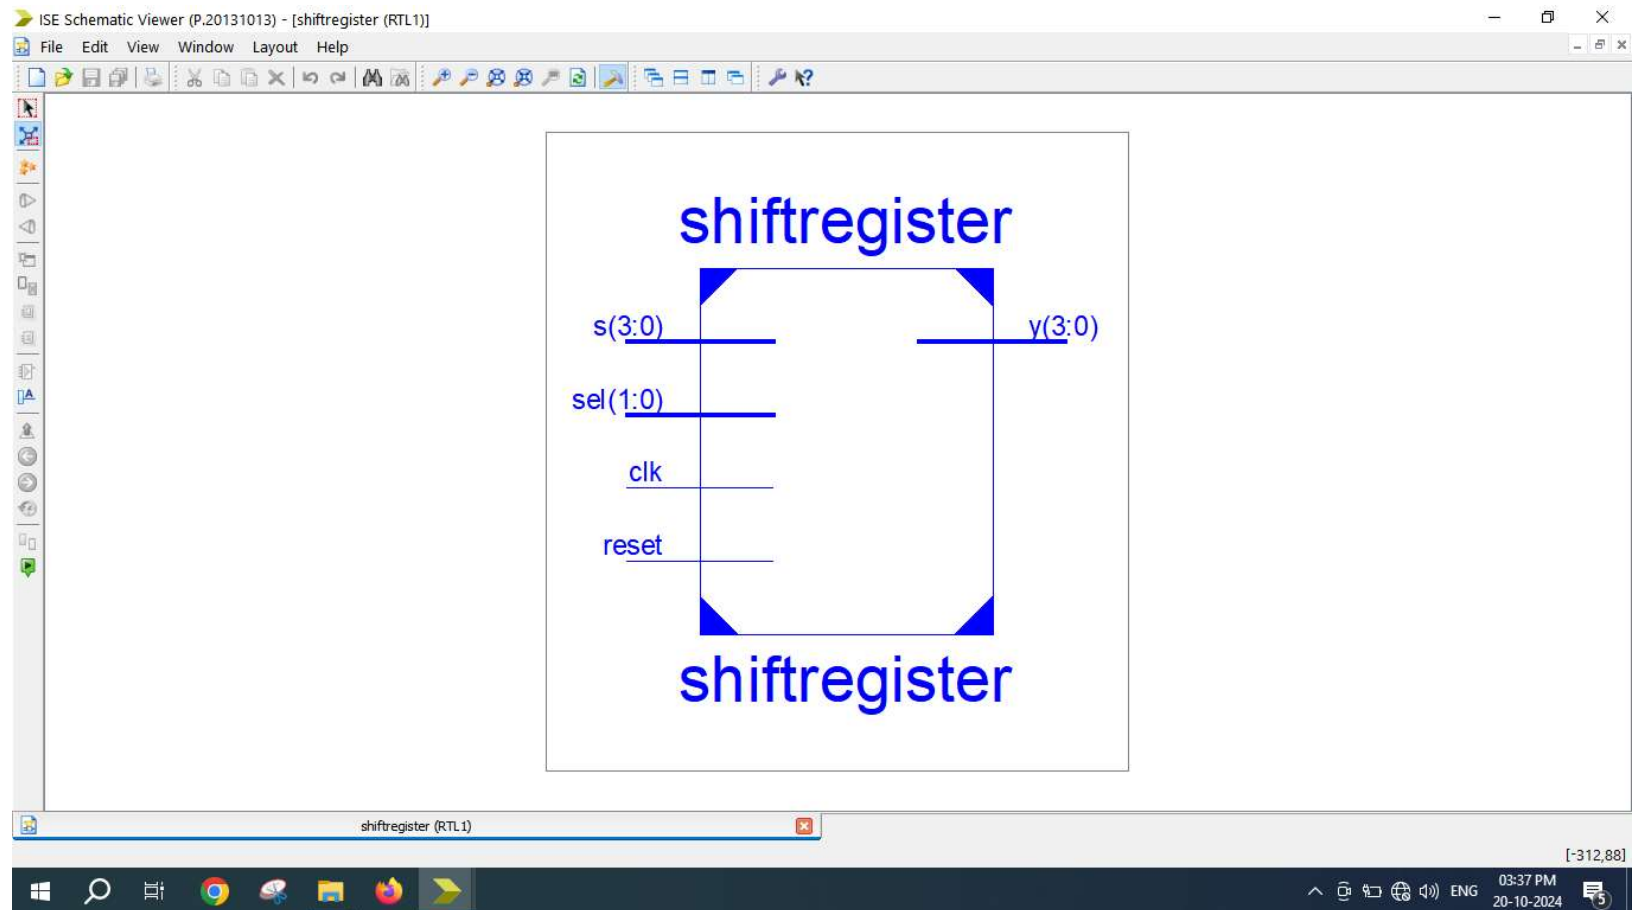 ISE Schematic Viewer (P.20131013) - [shiftregister (RTL1)]
File Edit View Window Layout Help
shiftregister
s(3:0)
y(3:0)
sel(1:0)
clk
reset
shiftregister
shiftregister (RTL1)
[-312,88]
ENG
03:37 PM
20-10-2024
5